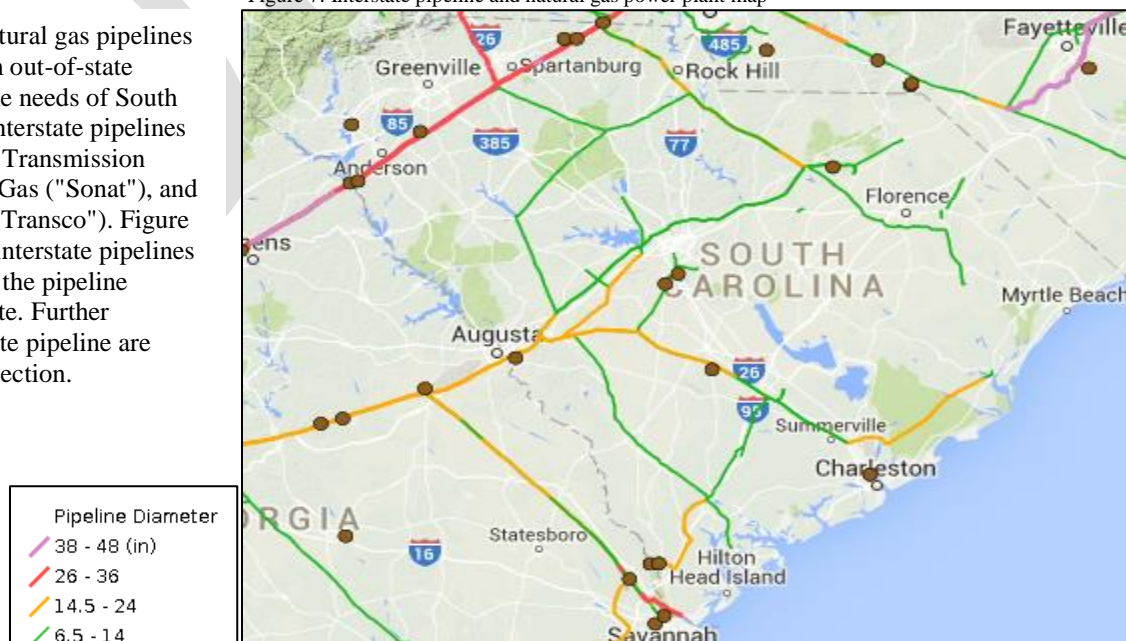 Figure 7: Interstate pipeline and natural gas power plant map
tural gas pipelines
n out-of-state
e needs of South
nterstate pipelines
Transmission
Gas ("Sonat"), and
Transco"). Figure
interstate pipelines
the pipeline
te. Further
te pipeline are
ection.
Pipeline Diameter
38 - 48 (in)
26 - 36
14.5 - 24
6.5 - 14
26
485
Fayetteville
Greenville
Spartanburg
Rock Hill
85
385
77
Anderson
Florence
ens
SOUTH
CAROLINA
Myrtle Beach
Augusta
26
95
Summerville
Charleston
ORGIA
Statesboro
16
Hilton
Head Island
Savannah